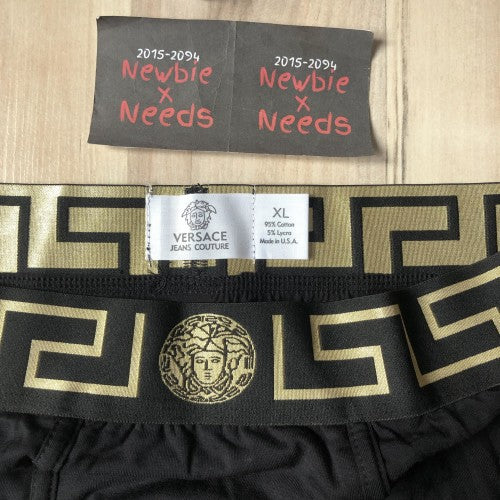 2015-2094
Newbie
x
Needs
2015-2094
Newbie
x
Needs
VERSACE
JEANS COUTURE
XL
95% Cotton
5% Lycra
Made in U.S.A.